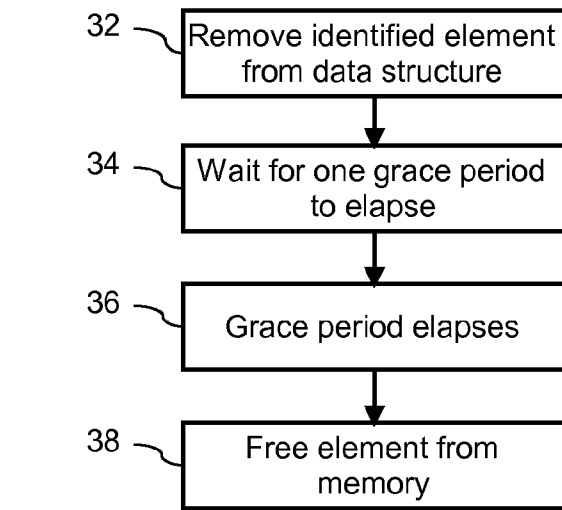 32
Remove identified element
from data structure
34
Wait for one grace period
to elapse
36
Grace period elapses
38
Free element from
memory